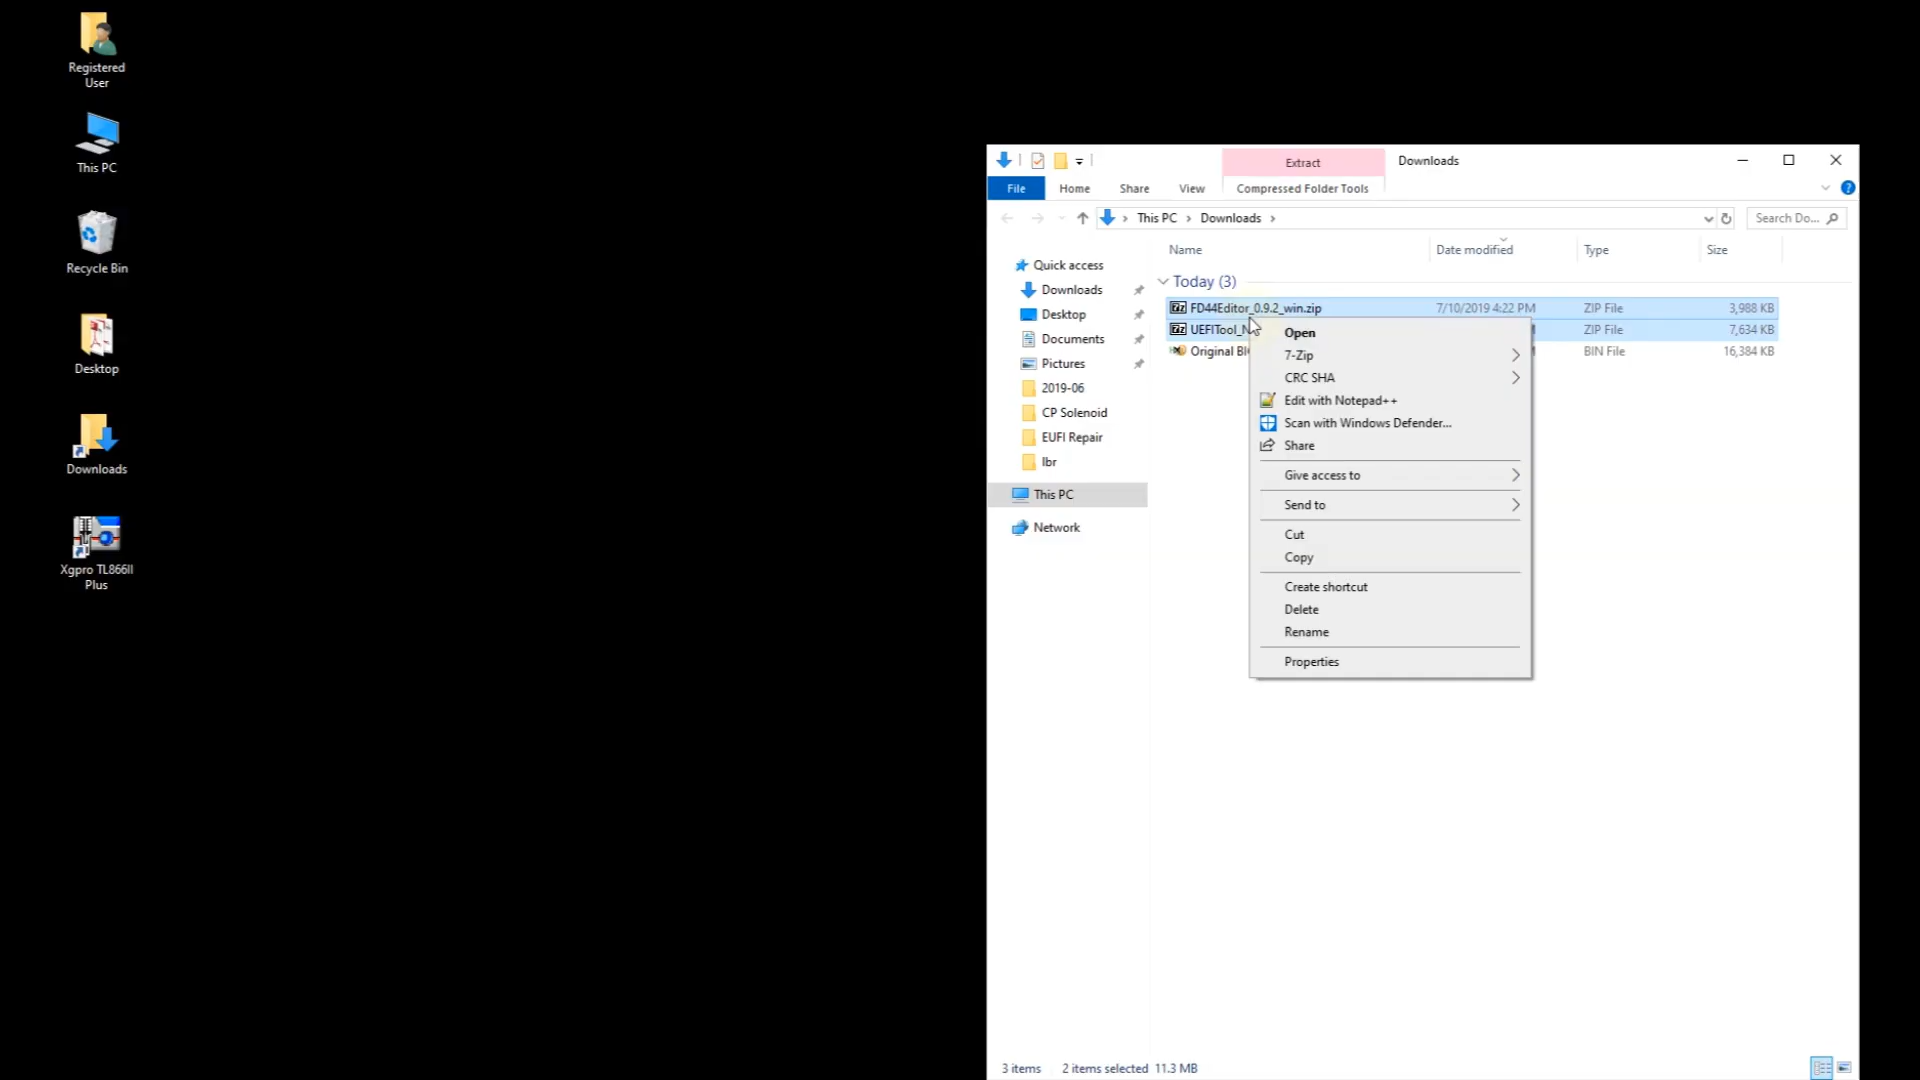 Registered
User
This PC
Recycle Bin
Desktop
Downloads
Xgpro TL866II
Plus
Extract
Downloads
File
Home
Share
View
Compressed Folder Tools
This PC
Downloads
Search Do...
Name
Date modified
Type
Size
Quick access
Downloads
Desktop
Documents
Pictures
2019-06
CP Solenoid
EUFI Repair
lbr
This PC
Network
Today (3)
FD44Editor_0.9.2_win.zip
7/10/2019 4:22 PM
ZIP File
3,988 KB
UEFITool_N
ZIP File
7,634 KB
Original BI
BIN File
16,384 KB
Open
7-Zip
CRC SHA
Edit with Notepad++
Scan with Windows Defender...
Share
Give access to
Send to
Cut
Copy
Create shortcut
Delete
Rename
Properties
3 items
2 items selected 11.3 MB